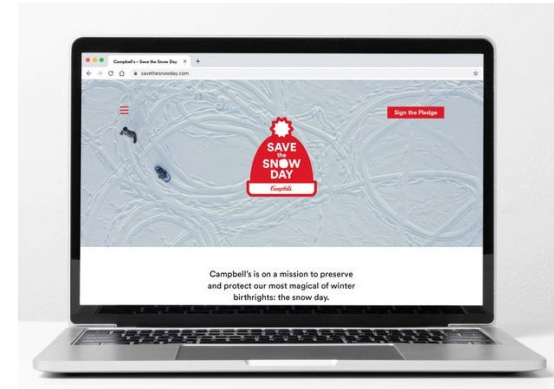 Campbell's – Save the Snow Day
savethesnowday.com
Sign the Pledge
SAVE
the
SNOW
DAY
Campbell's
Campbell's is on a mission to preserve
and protect our most magical of winter
birthrights: the snow day.